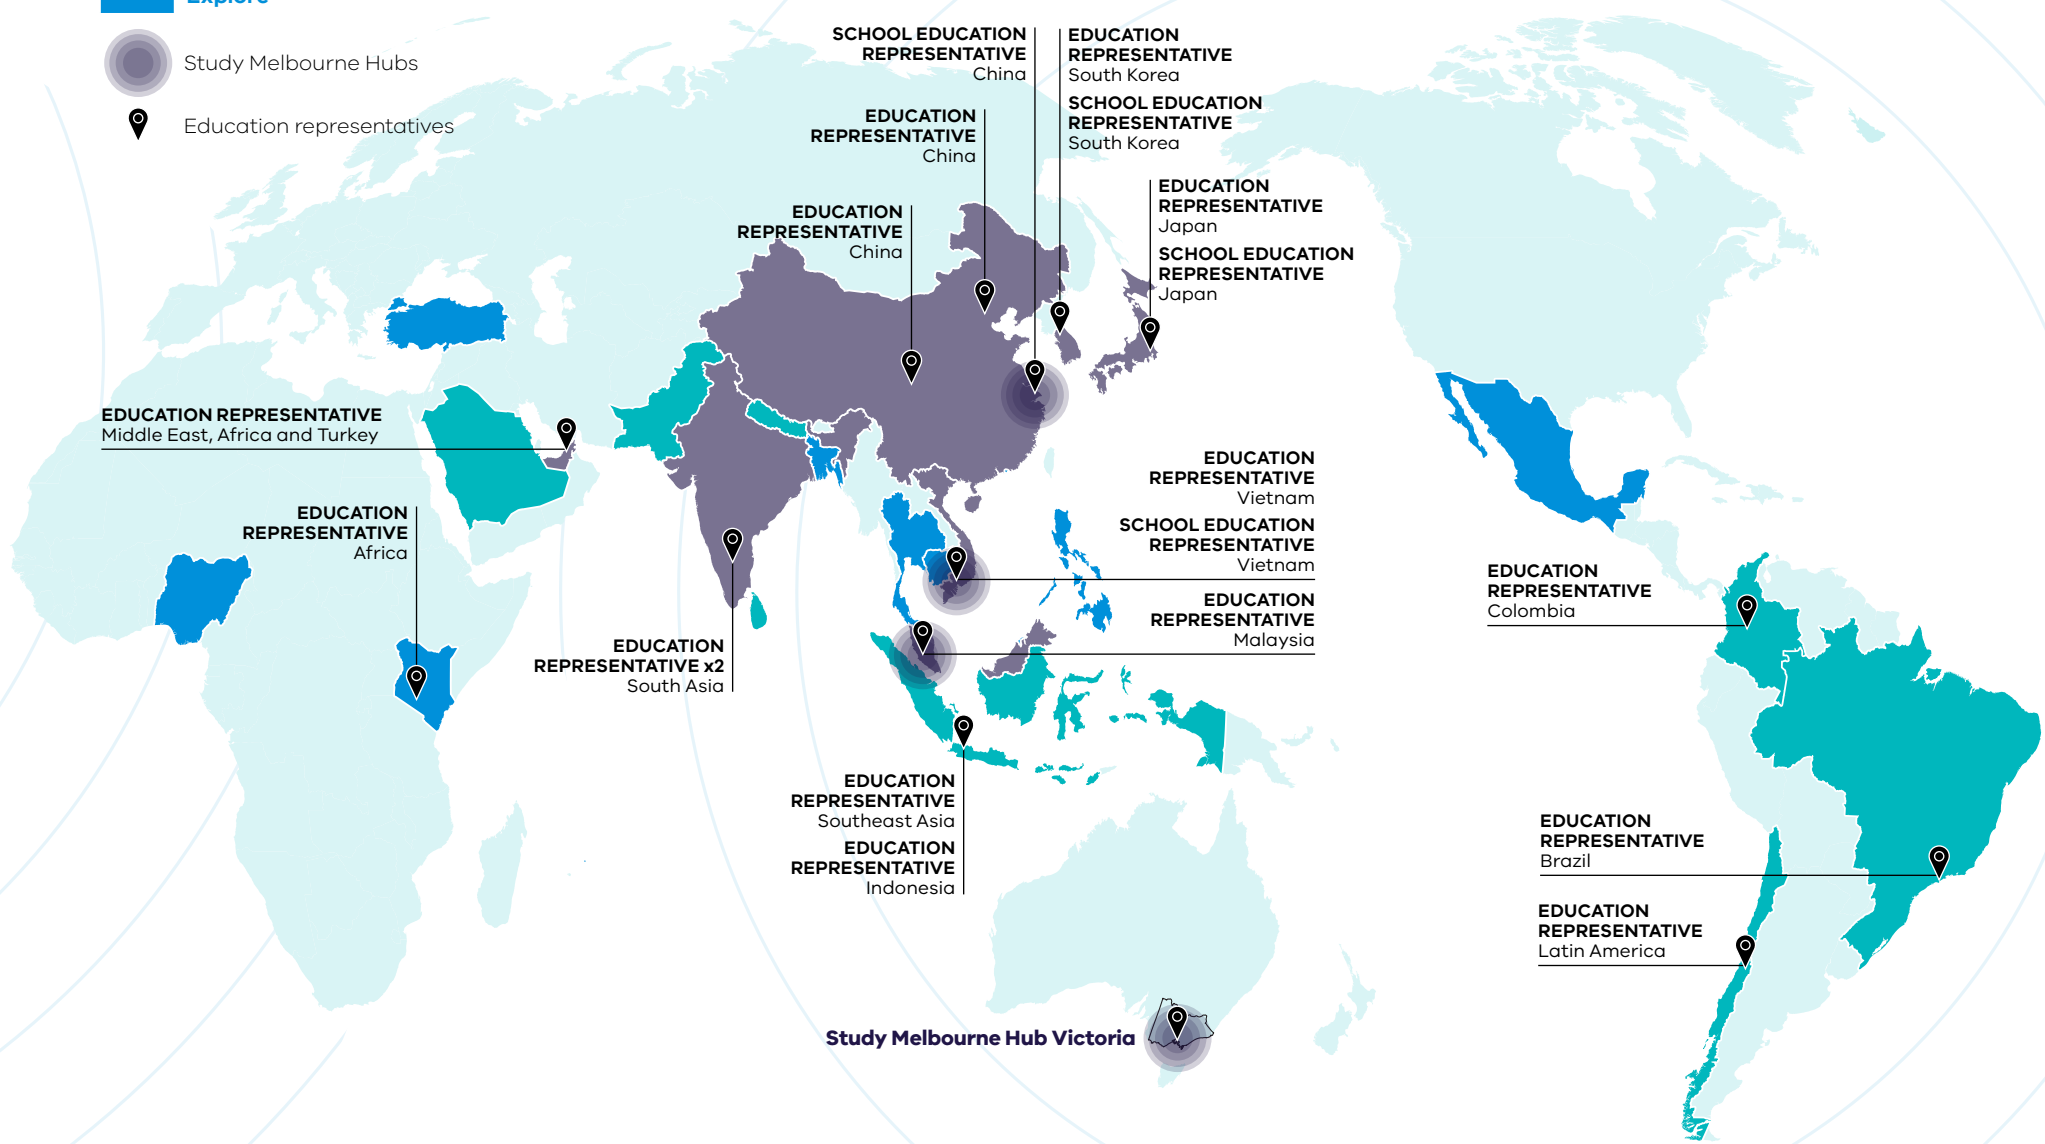 Explore
Study Melbourne Hubs
Education representatives
SCHOOL EDUCATION
REPRESENTATIVE
China
EDUCATION
REPRESENTATIVE
South Korea
SCHOOL EDUCATION
REPRESENTATIVE
South Korea
EDUCATION
REPRESENTATIVE
China
EDUCATION
REPRESENTATIVE
China
EDUCATION
REPRESENTATIVE
Japan
SCHOOL EDUCATION
REPRESENTATIVE
Japan
EDUCATION REPRESENTATIVE
Middle East, Africa and Turkey
EDUCATION
REPRESENTATIVE
Africa
EDUCATION
REPRESENTATIVE
Vietnam
SCHOOL EDUCATION
REPRESENTATIVE
Vietnam
EDUCATION
REPRESENTATIVE
Malaysia
EDUCATION
REPRESENTATIVE x2
South Asia
EDUCATION
REPRESENTATIVE
Colombia
EDUCATION
REPRESENTATIVE
Southeast Asia
EDUCATION
REPRESENTATIVE
Indonesia
EDUCATION
REPRESENTATIVE
Brazil
EDUCATION
REPRESENTATIVE
Latin America
Study Melbourne Hub Victoria